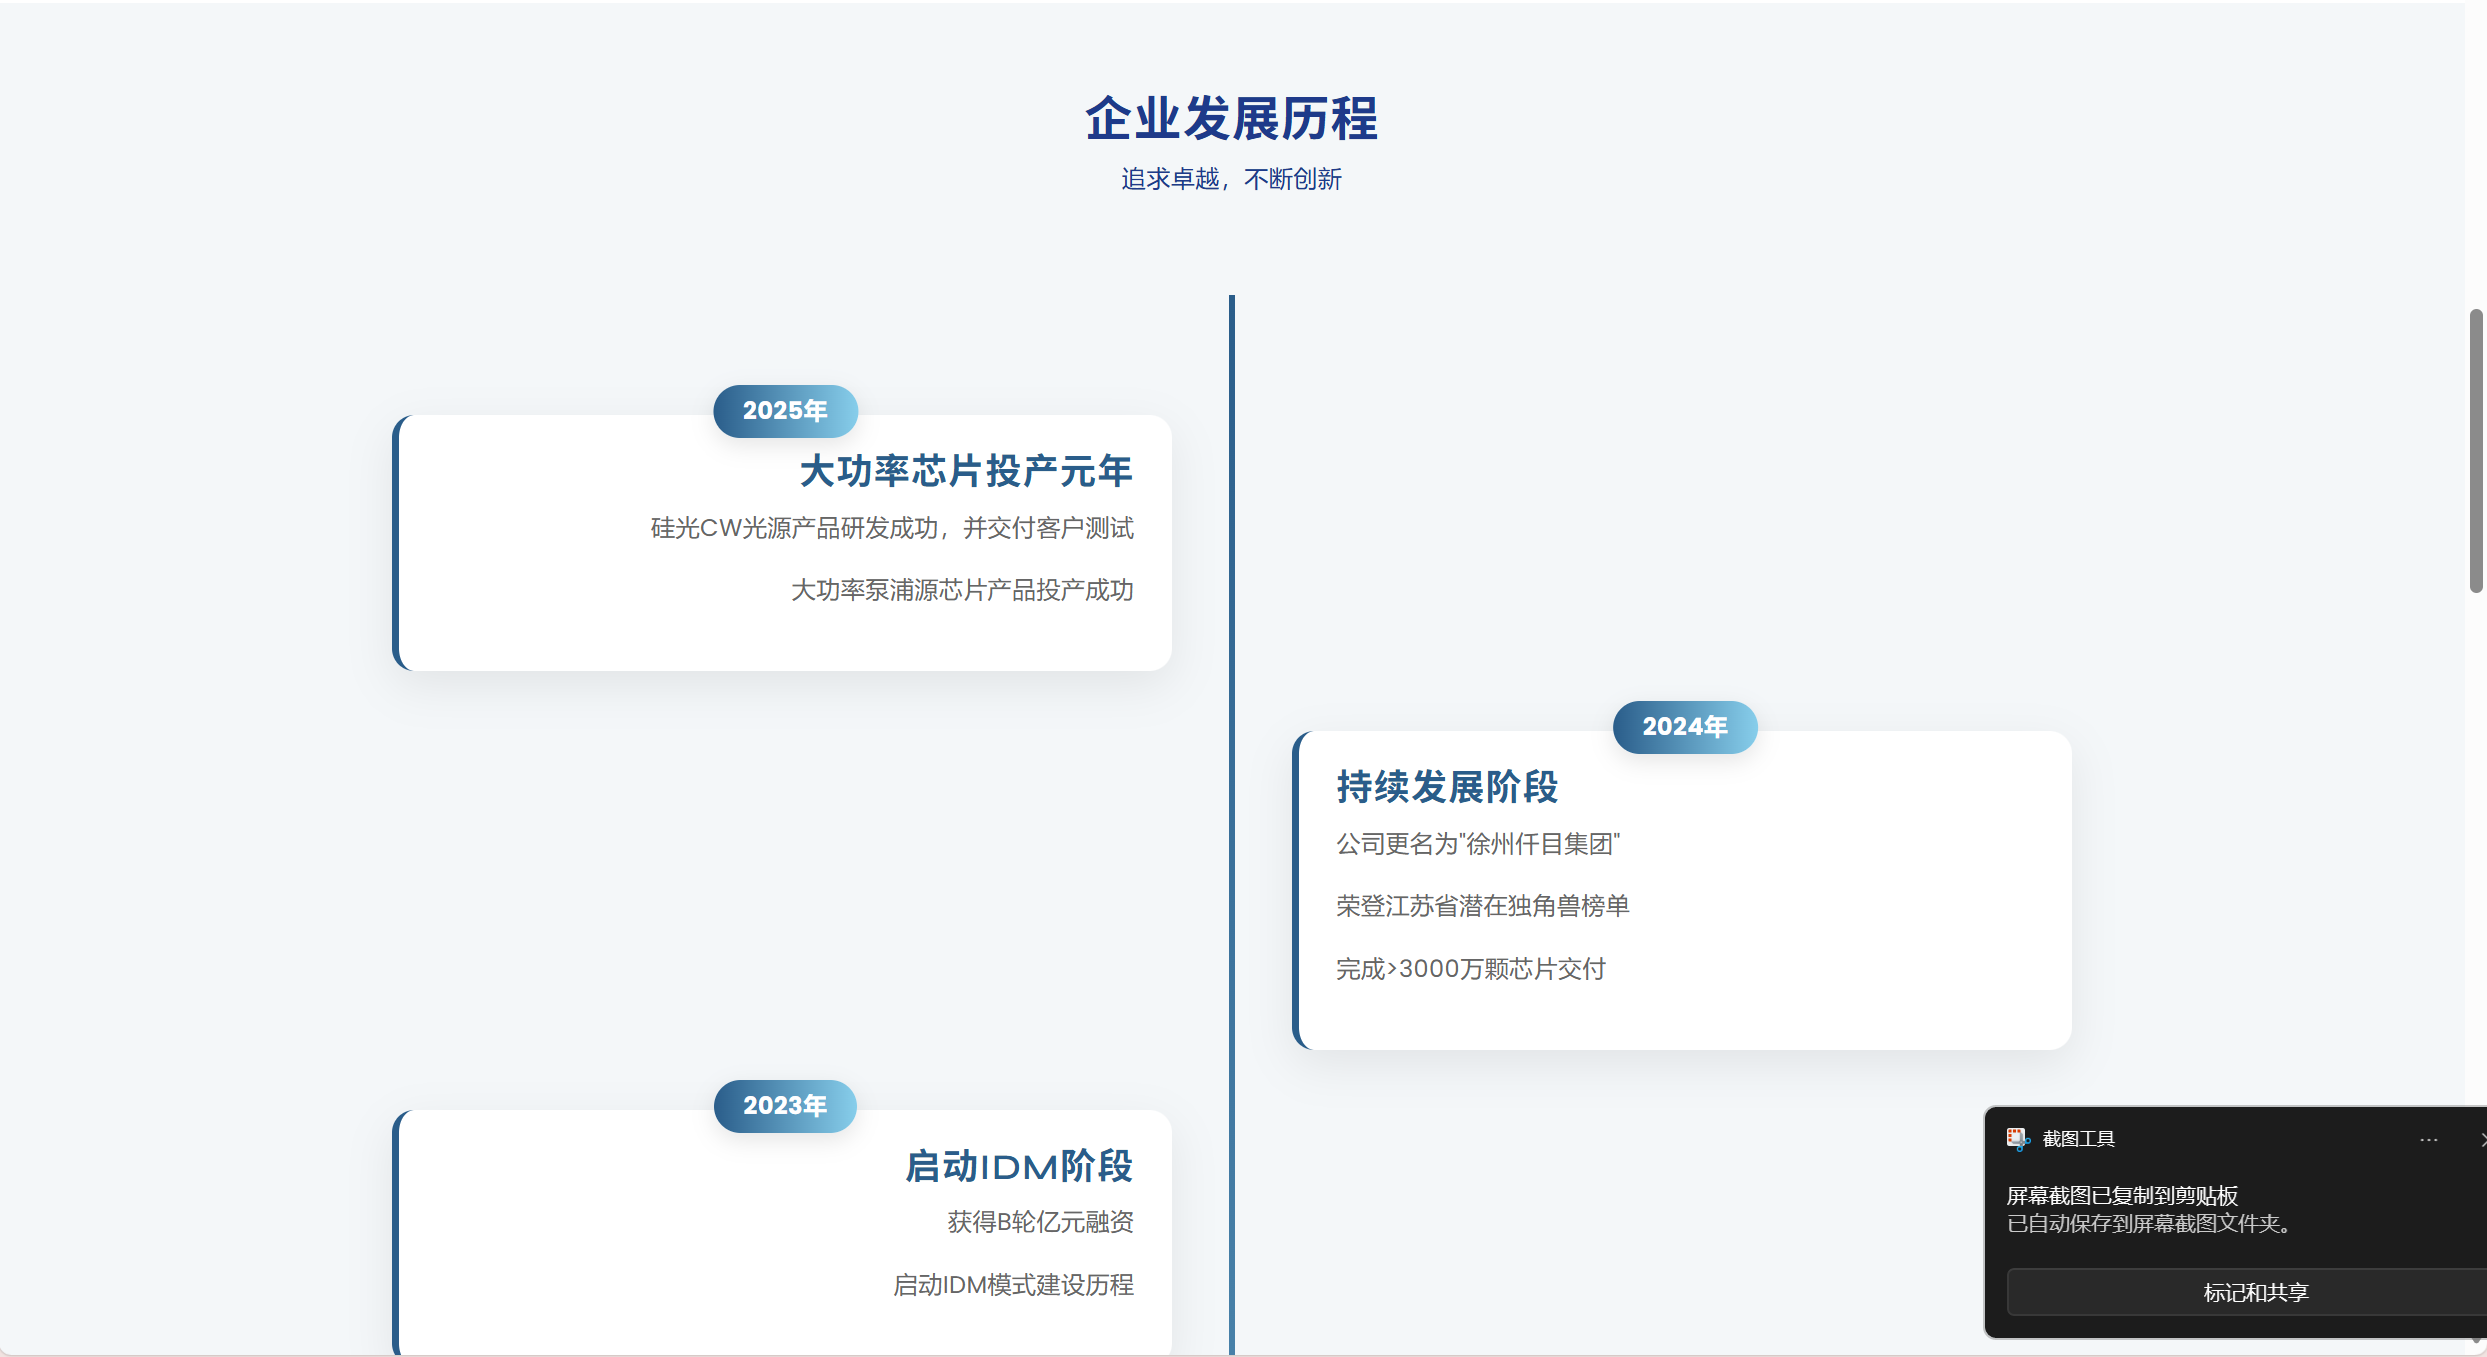 企业发展历程
追求卓越，不断创新
2025年
大功率芯片投产元年
硅光CW光源产品研发成功，并交付客户测试
大功率泵浦源芯片产品投产成功
2024年
持续发展阶段
公司更名为"徐州仟目集团"
荣登江苏省潜在独角兽榜单
完成>3000万颗芯片交付
2023年
启动IDM阶段
获得B轮亿元融资
启动IDM模式建设历程
截图工具
屏幕截图已复制到剪贴板
已自动保存到屏幕截图文件夹。
标记和共享